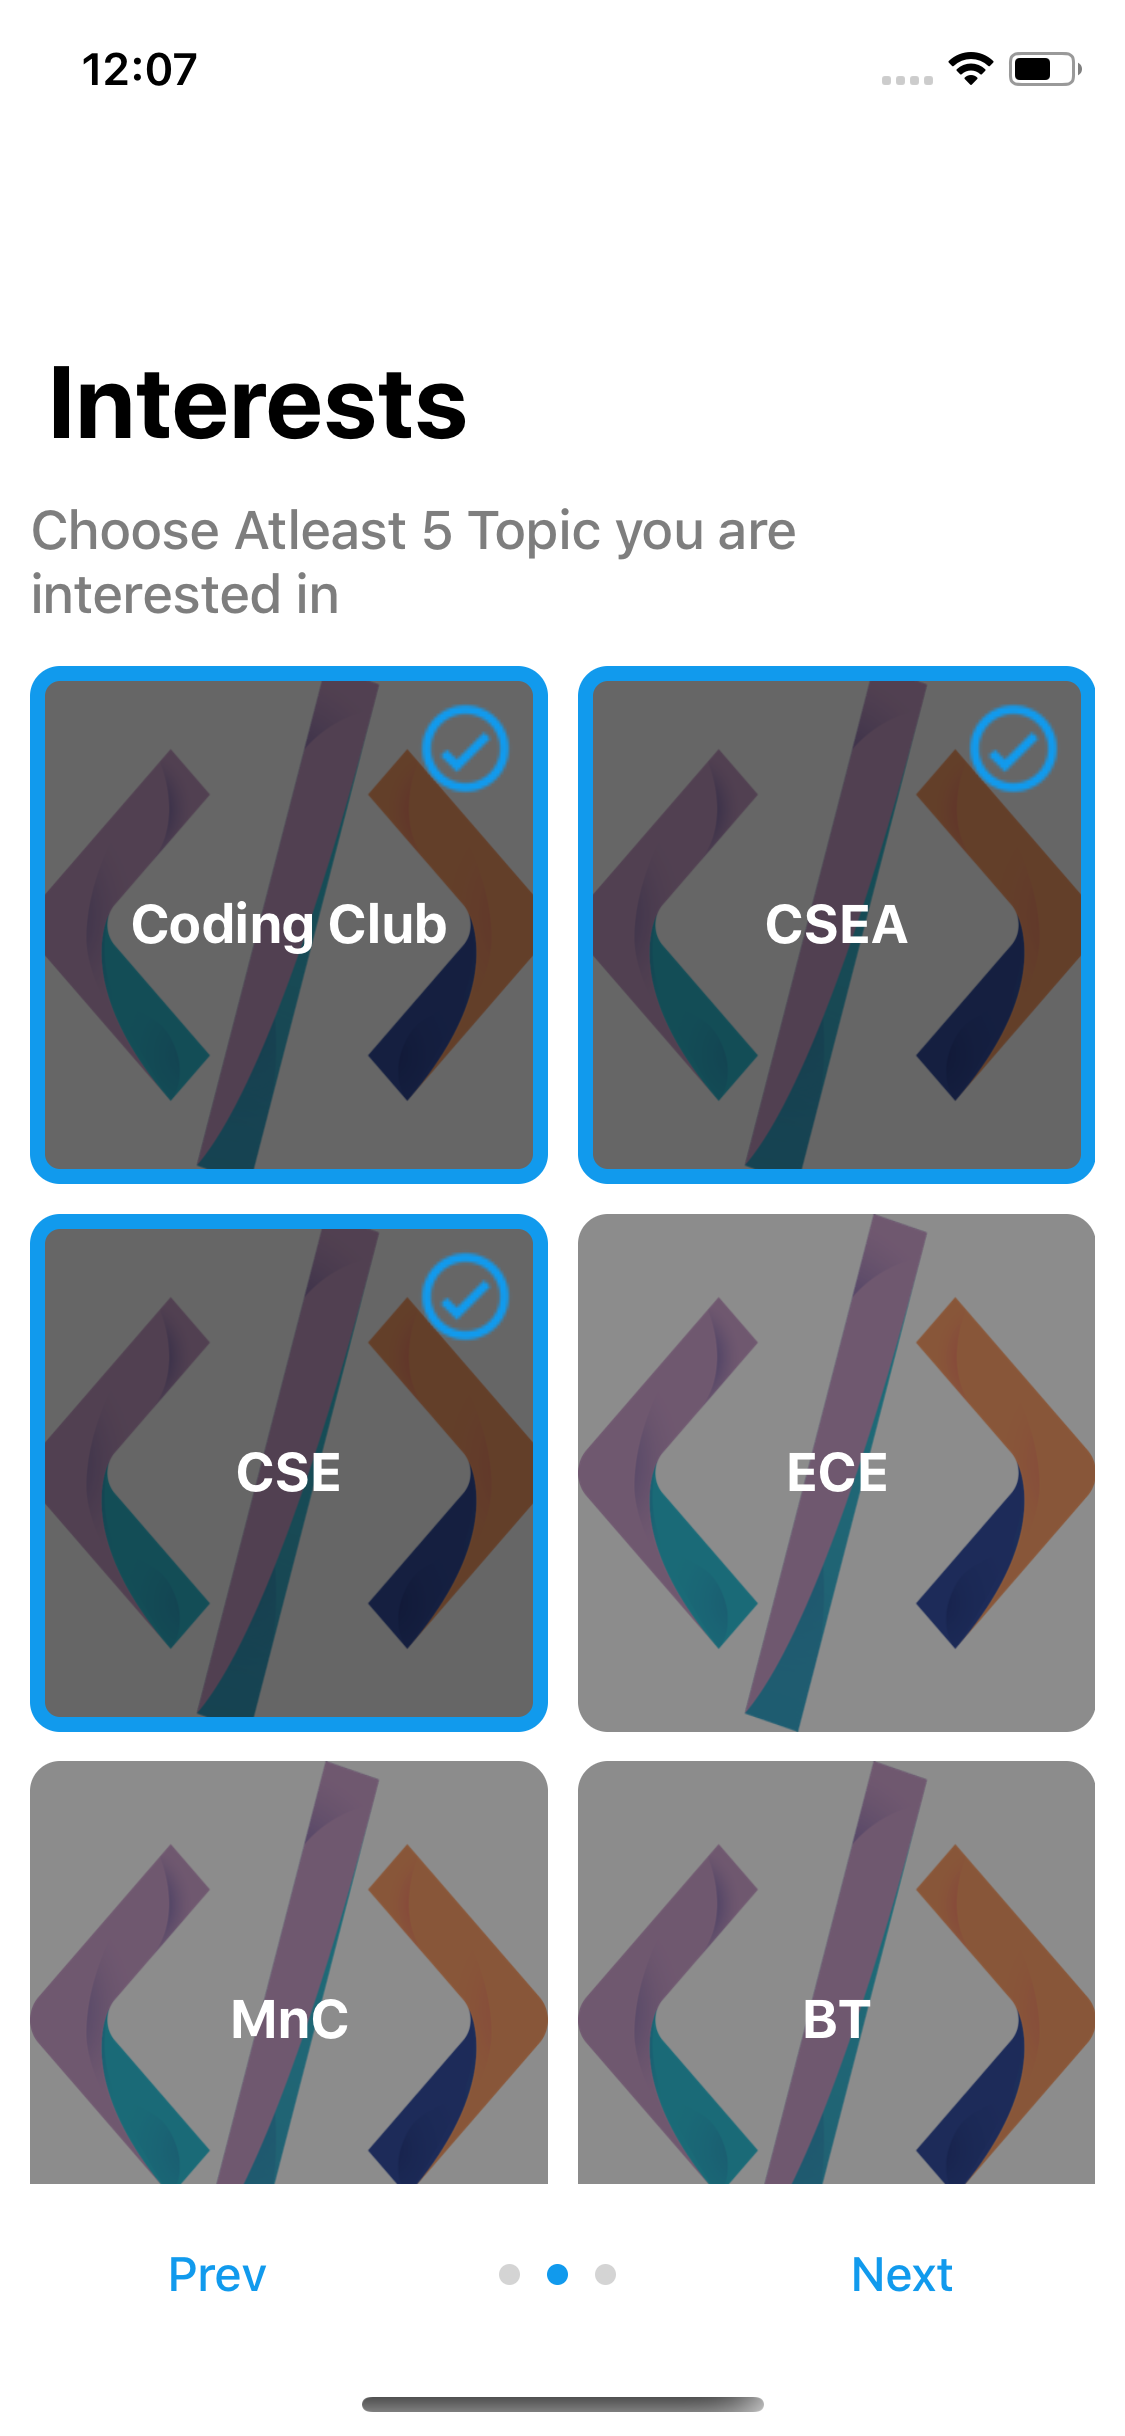 12:07
Interests
Choose Atleast 5 Topic you are
interested in
Coding Club
CSEA
CSE
ECE
MnC
BT
Prev
Next